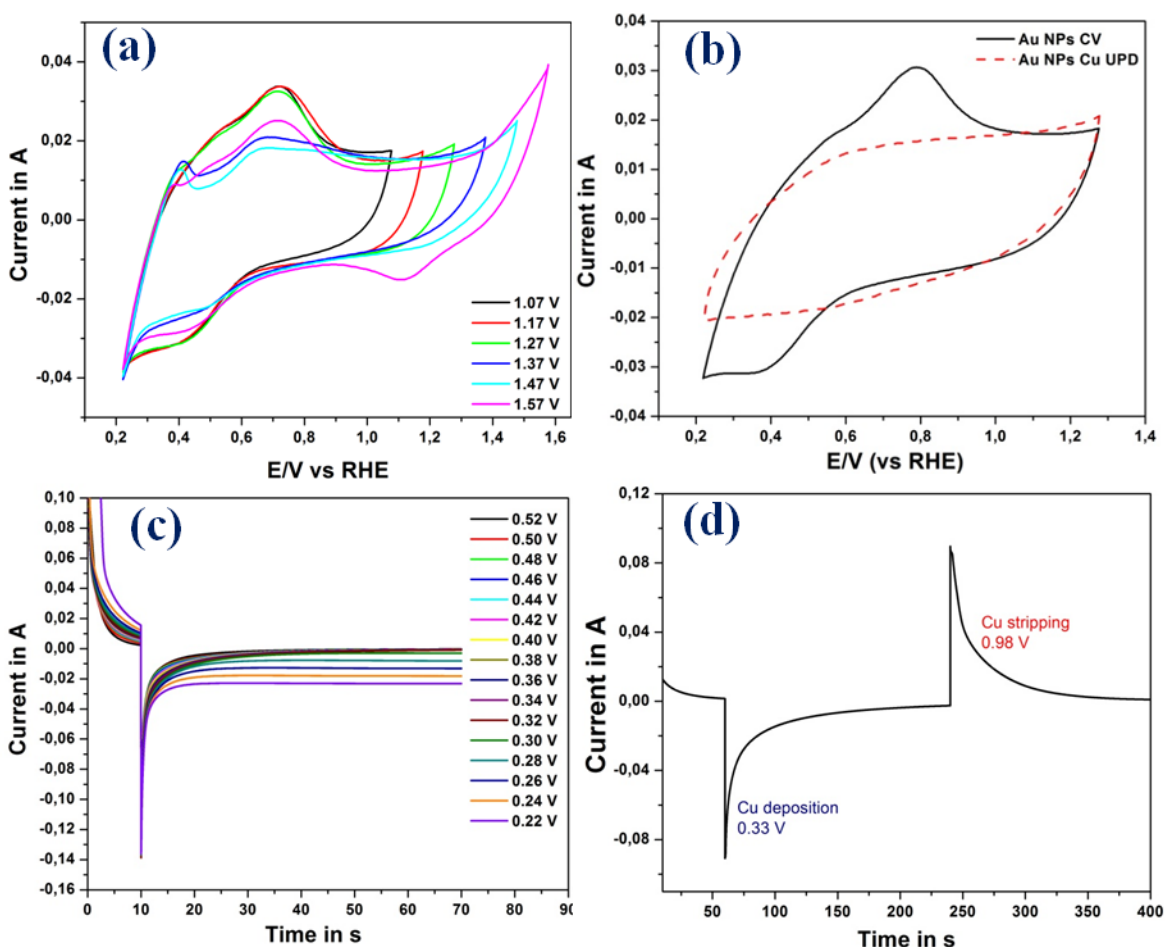 (a)
Current in A
0,04
0,02
0,00
-0,02
-0,04
0,2 0,4 0,6 0,8 1,0 1,2 1,4 1,6
E/V vs RHE
1.07 V
1.17 V
1.27 V
1.37 V
1.47 V
1.57 V
(b)
Au NPs CV
Au NPs Cu UPD
Current in A
0,04
0,03
0,02
0,01
0,00
-0,01
-0,02
-0,03
-0,04
0,2 0,4 0,6 0,8 1,0 1,2 1,4
E/V (vs RHE)
(c)
Current in A
0,10
0,08
0,06
0,04
0,02
0,00
-0,02
-0,04
-0,06
-0,08
-0,10
-0,12
-0,14
-0,16
0 10 20 30 40 50 60 70 80 90
Time in s
0.52 V
0.50 V
0.48 V
0.46 V
0.44 V
0.42 V
0.40 V
0.38 V
0.36 V
0.34 V
0.32 V
0.30 V
0.28 V
0.26 V
0.24 V
0.22 V
(d)
Current in A
0,12
0,08
0,04
0,00
-0,04
-0,08
Cu stripping
0.98 V
Cu deposition
0.33 V
50 100 150 200 250 300 350 400
Time in s